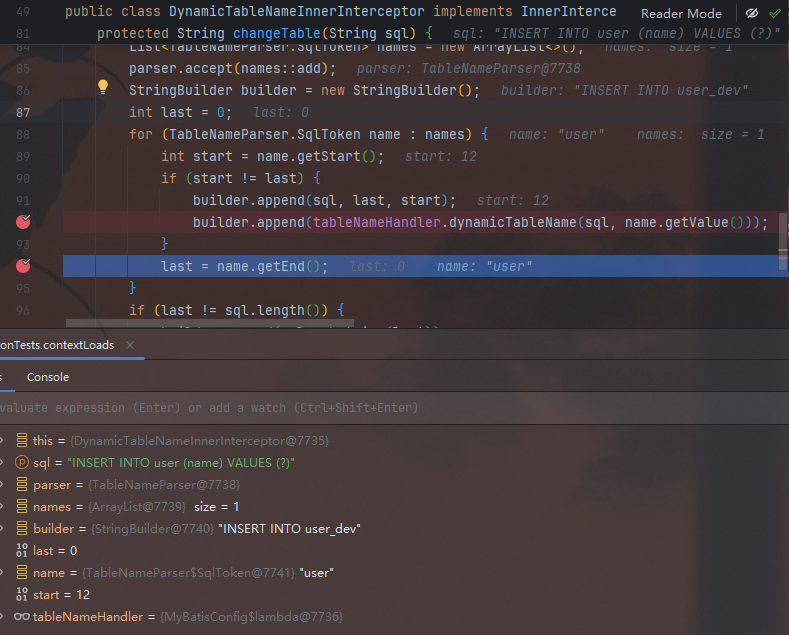 49 public class DynamicTableNameInnerInterceptor implements InnerInterce Reader Mode
81 protected String changeTable(String sql) { sql: "INSERT INTO user (name) VALUES (?)"
84 List<TableNameParser.SqlToken> names = new ArrayList<>(); names: size = 1
85 parser.accept(names::add); parser: TableNameParser@7738
86 StringBuilder builder = new StringBuilder(); builder: "INSERT INTO user_dev"
87 int last = 0; last: 0
88 for (TableNameParser.SqlToken name : names) { name: "user" names: size = 1
89 int start = name.getStart(); start: 12
90 if (start != last) {
91 builder.append(sql, last, start); start: 12
builder.append(tableNameHandler.dynamicTableName(sql, name.getValue()));
93 }
last = name.getEnd(); last: 0 name: "user"
95 }
96 if (last != sql.length()) {
onTests.contextLoads ×
s Console
valuate expression (Enter) or add a watch (Ctrl+Shift+Enter)
this = {DynamicTableNameInnerInterceptor@7735}
p sql = "INSERT INTO user (name) VALUES (?)"
parser = {TableNameParser@7738}
names = {ArrayList@7739} size = 1
builder = {StringBuilder@7740} "INSERT INTO user_dev"
10 01 last = 0
name = {TableNameParser$SqlToken@7741} "user"
10 01 start = 12
tableNameHandler = {MyBatisConfig$lambda@7736}